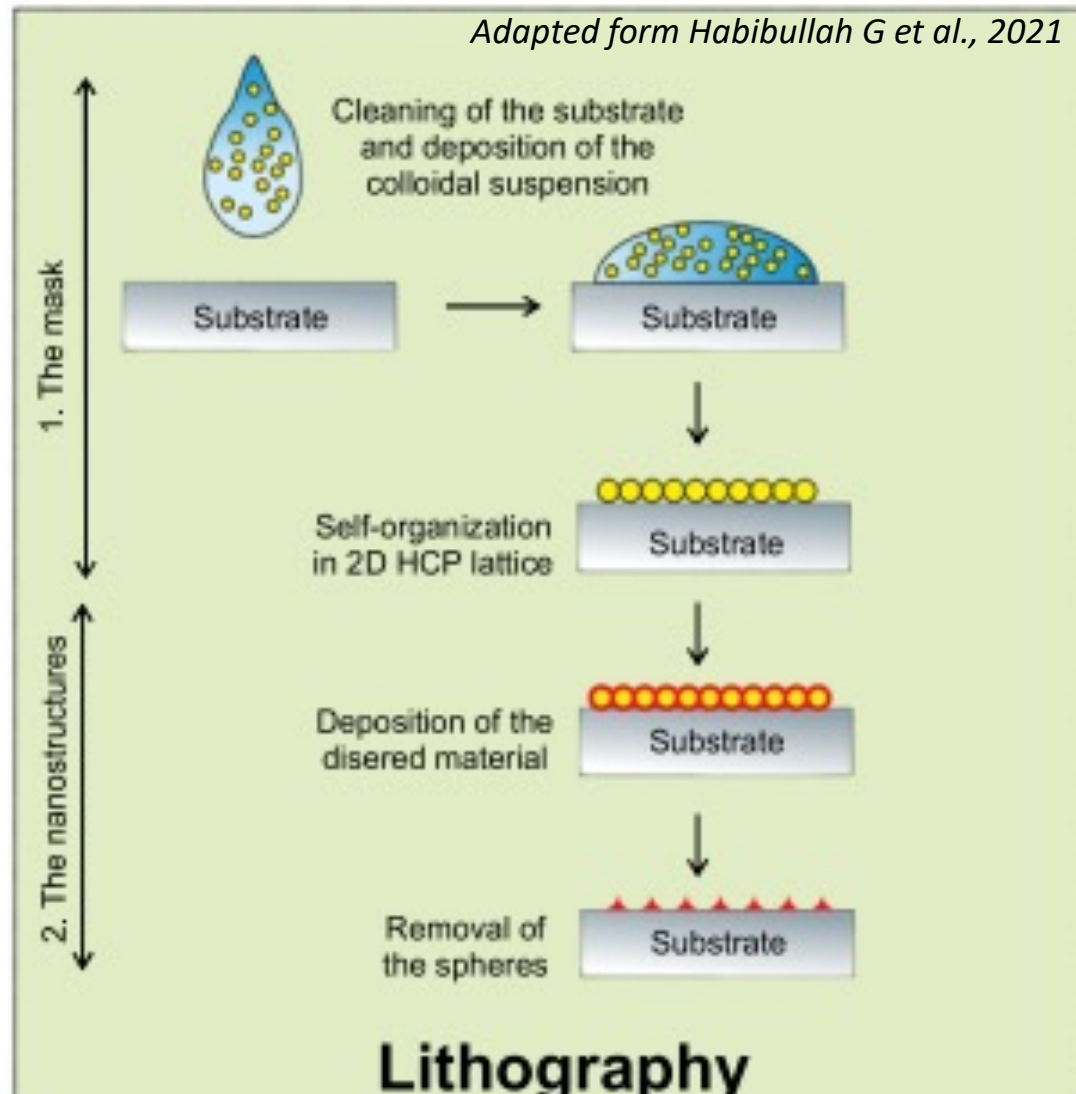 Adapted form Habibullah G et al., 2021
Cleaning of the substrate
and deposition of the
colloidal suspension
1. The mask
Substrate
Substrate
Self-organization
in 2D HCP lattice
Substrate
2. The nanostructures
Deposition of the
disered material
Substrate
Removal of
the spheres
Substrate
Lithography